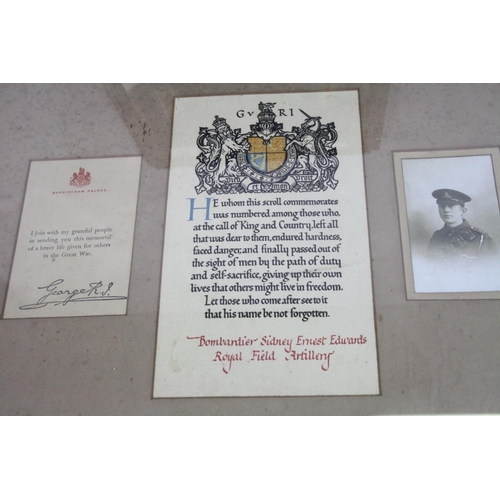 BUCKINGHAM PALACE
I join with my grateful people
in sending you this memorial
of a brave life given for others
in the Great War.
George R.I.
G V R I
HE whom this scroll commemorates
was numbered among those who,
at the call of King and Country, left all
that was dear to them, endured hardness,
faced danger, and finally passed out of
the sight of men by the path of duty
and self-sacrifice, giving up their own
lives that others might live in freedom.
Let those who come after see to it
that his name be not forgotten.
Bombardier Sidney Ernest Edwards
Royal Field Artillery